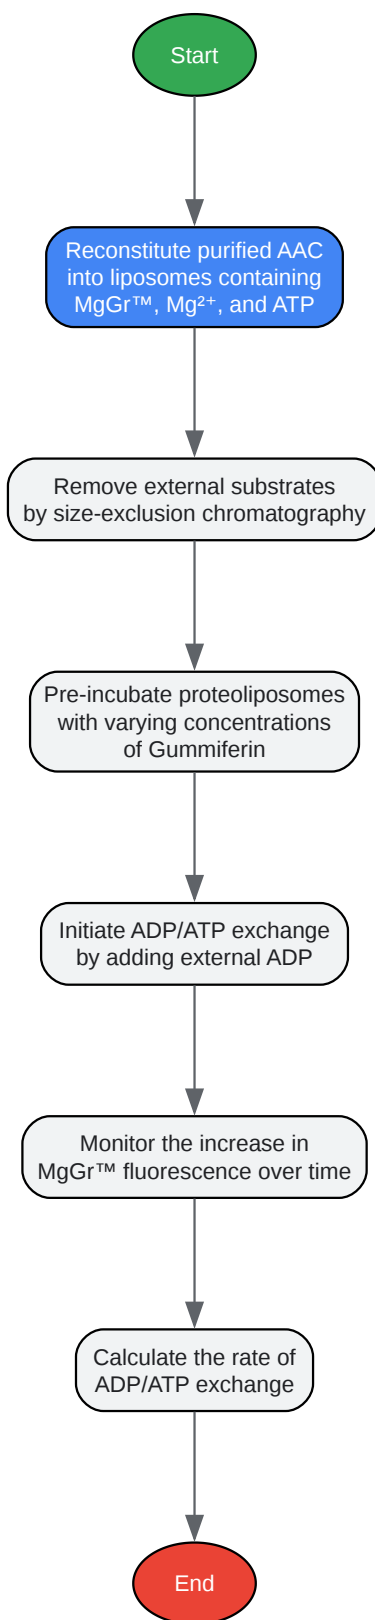 Start
Reconstitute purified AAC
into liposomes containing
MgGr™, Mg²⁺, and ATP
Remove external substrates
by size-exclusion chromatography
Pre-incubate proteoliposomes
with varying concentrations
of Gummiferin
Initiate ADP/ATP exchange
by adding external ADP
Monitor the increase in
MgGr™ fluorescence over time
Calculate the rate of
ADP/ATP exchange
End